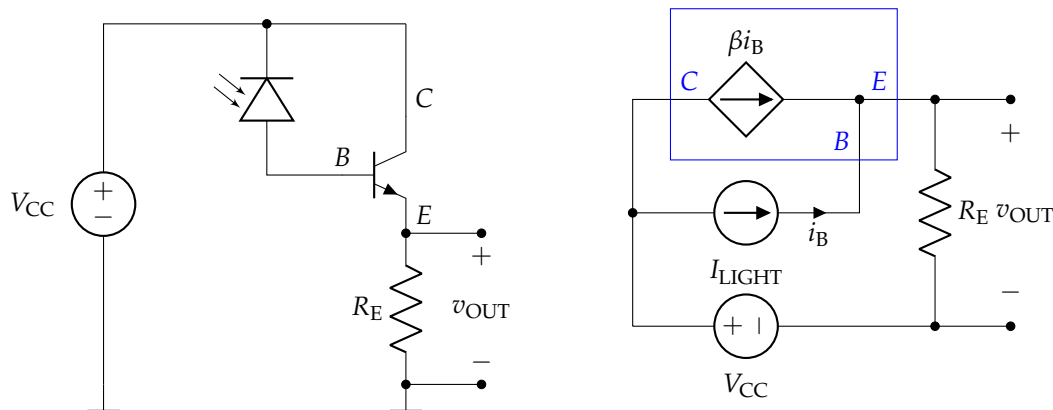 C
B
V_CC
+
−
E
+
R_E
v_OUT
−
βi_B
C
E
B
+
i_B
R_E
v_OUT
I_LIGHT
+
−
−
V_CC